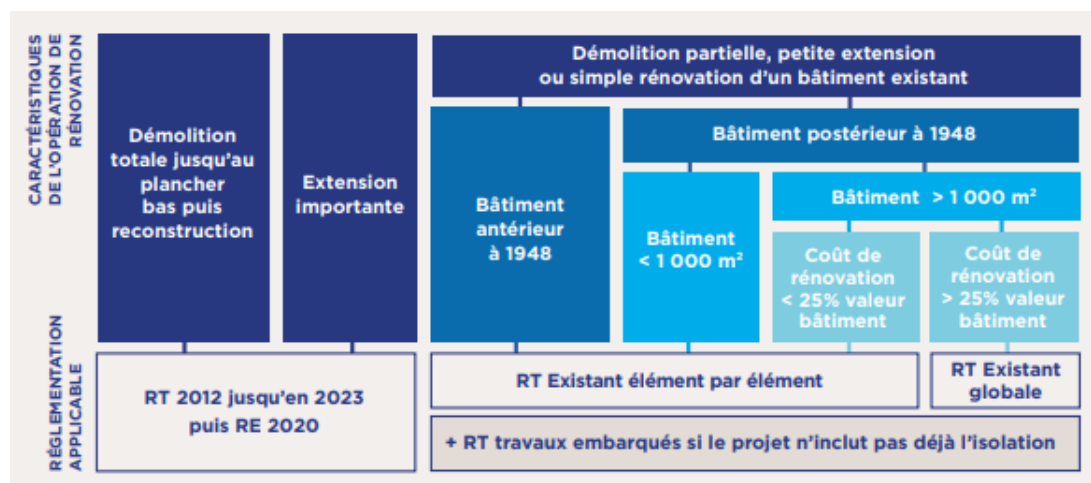 CARACTÉRISTIQUES
DE L'OPÉRATION DE
RÉNOVATION
Démolition
totale jusqu'au
plancher
bas puis
reconstruction
Extension
importante
Démolition partielle, petite extension
ou simple rénovation d'un bâtiment existant
Bâtiment
antérieur
à 1948
Bâtiment postérieur à 1948
Bâtiment
< 1 000 m²
Bâtiment > 1 000 m²
Coût de
rénovation
< 25% valeur
bâtiment
Coût de
rénovation
> 25% valeur
bâtiment
RÉGLEMENTATION
APPLICABLE
RT 2012 jusqu'en 2023
puis RE 2020
RT Existant élément par élément
RT Existant
globale
+ RT travaux embarqués si le projet n'inclut pas déjà l'isolation